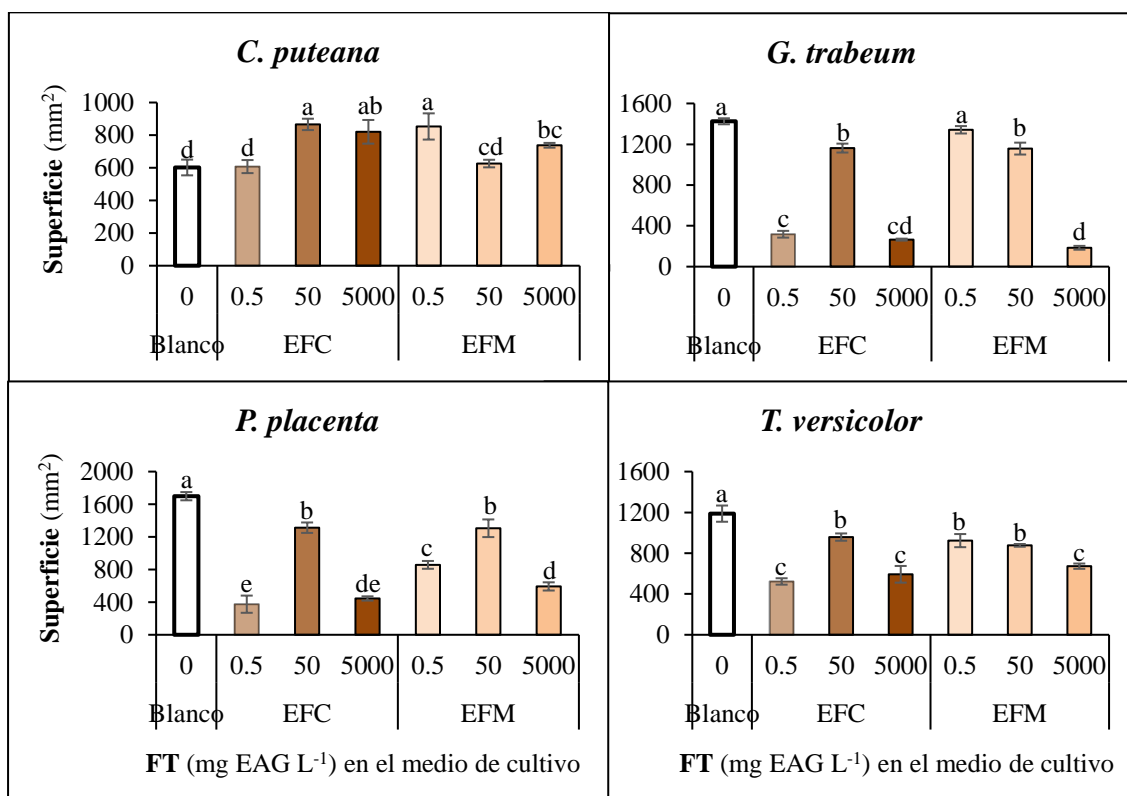 C. puteana
Superficie (mm²)
1000
800
600
400
200
0
d
d
a
ab
a
cd
bc
0
0.5
50
5000
0.5
50
5000
Blanco
EFC
EFM
G. trabeum
1600
1200
800
400
0
a
c
b
cd
a
b
d
0
0.5
50
5000
0.5
50
5000
Blanco
EFC
EFM
P. placenta
Superficie (mm²)
2000
1600
1200
800
400
0
a
e
b
de
c
b
d
0
0.5
50
5000
0.5
50
5000
Blanco
EFC
EFM
FT (mg EAG L⁻¹) en el medio de cultivo
T. versicolor
1600
1200
800
400
0
a
c
b
c
b
b
c
0
0.5
50
5000
0.5
50
5000
Blanco
EFC
EFM
FT (mg EAG L⁻¹) en el medio de cultivo